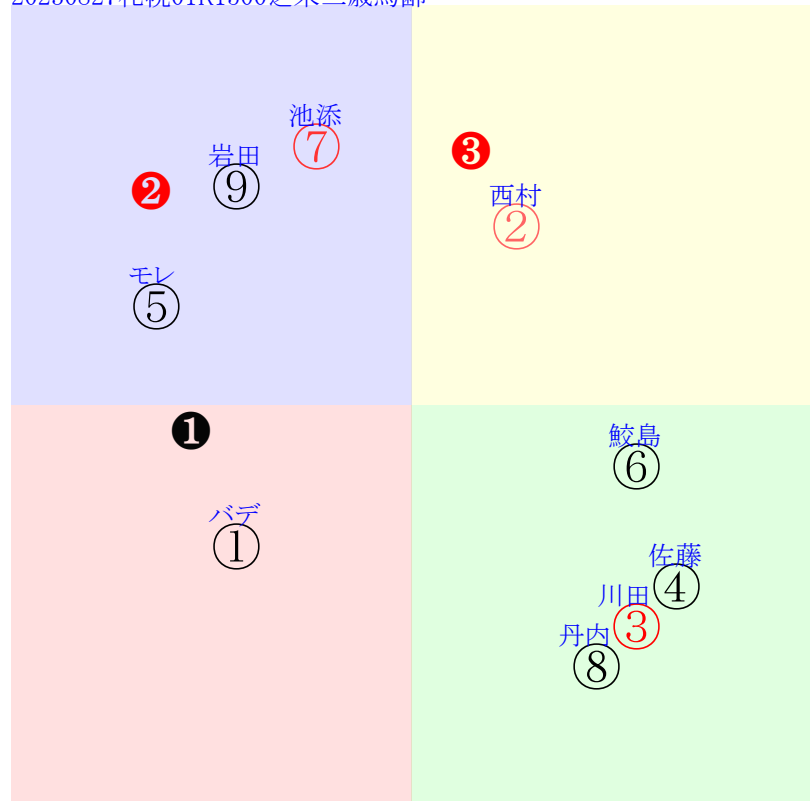 池添
⑦
岩田
⑨
❷
❸
西村
②
モレ
⑤
❶
鮫島
⑥
バデ
①
佐藤
④
川田
③
丹内
⑧